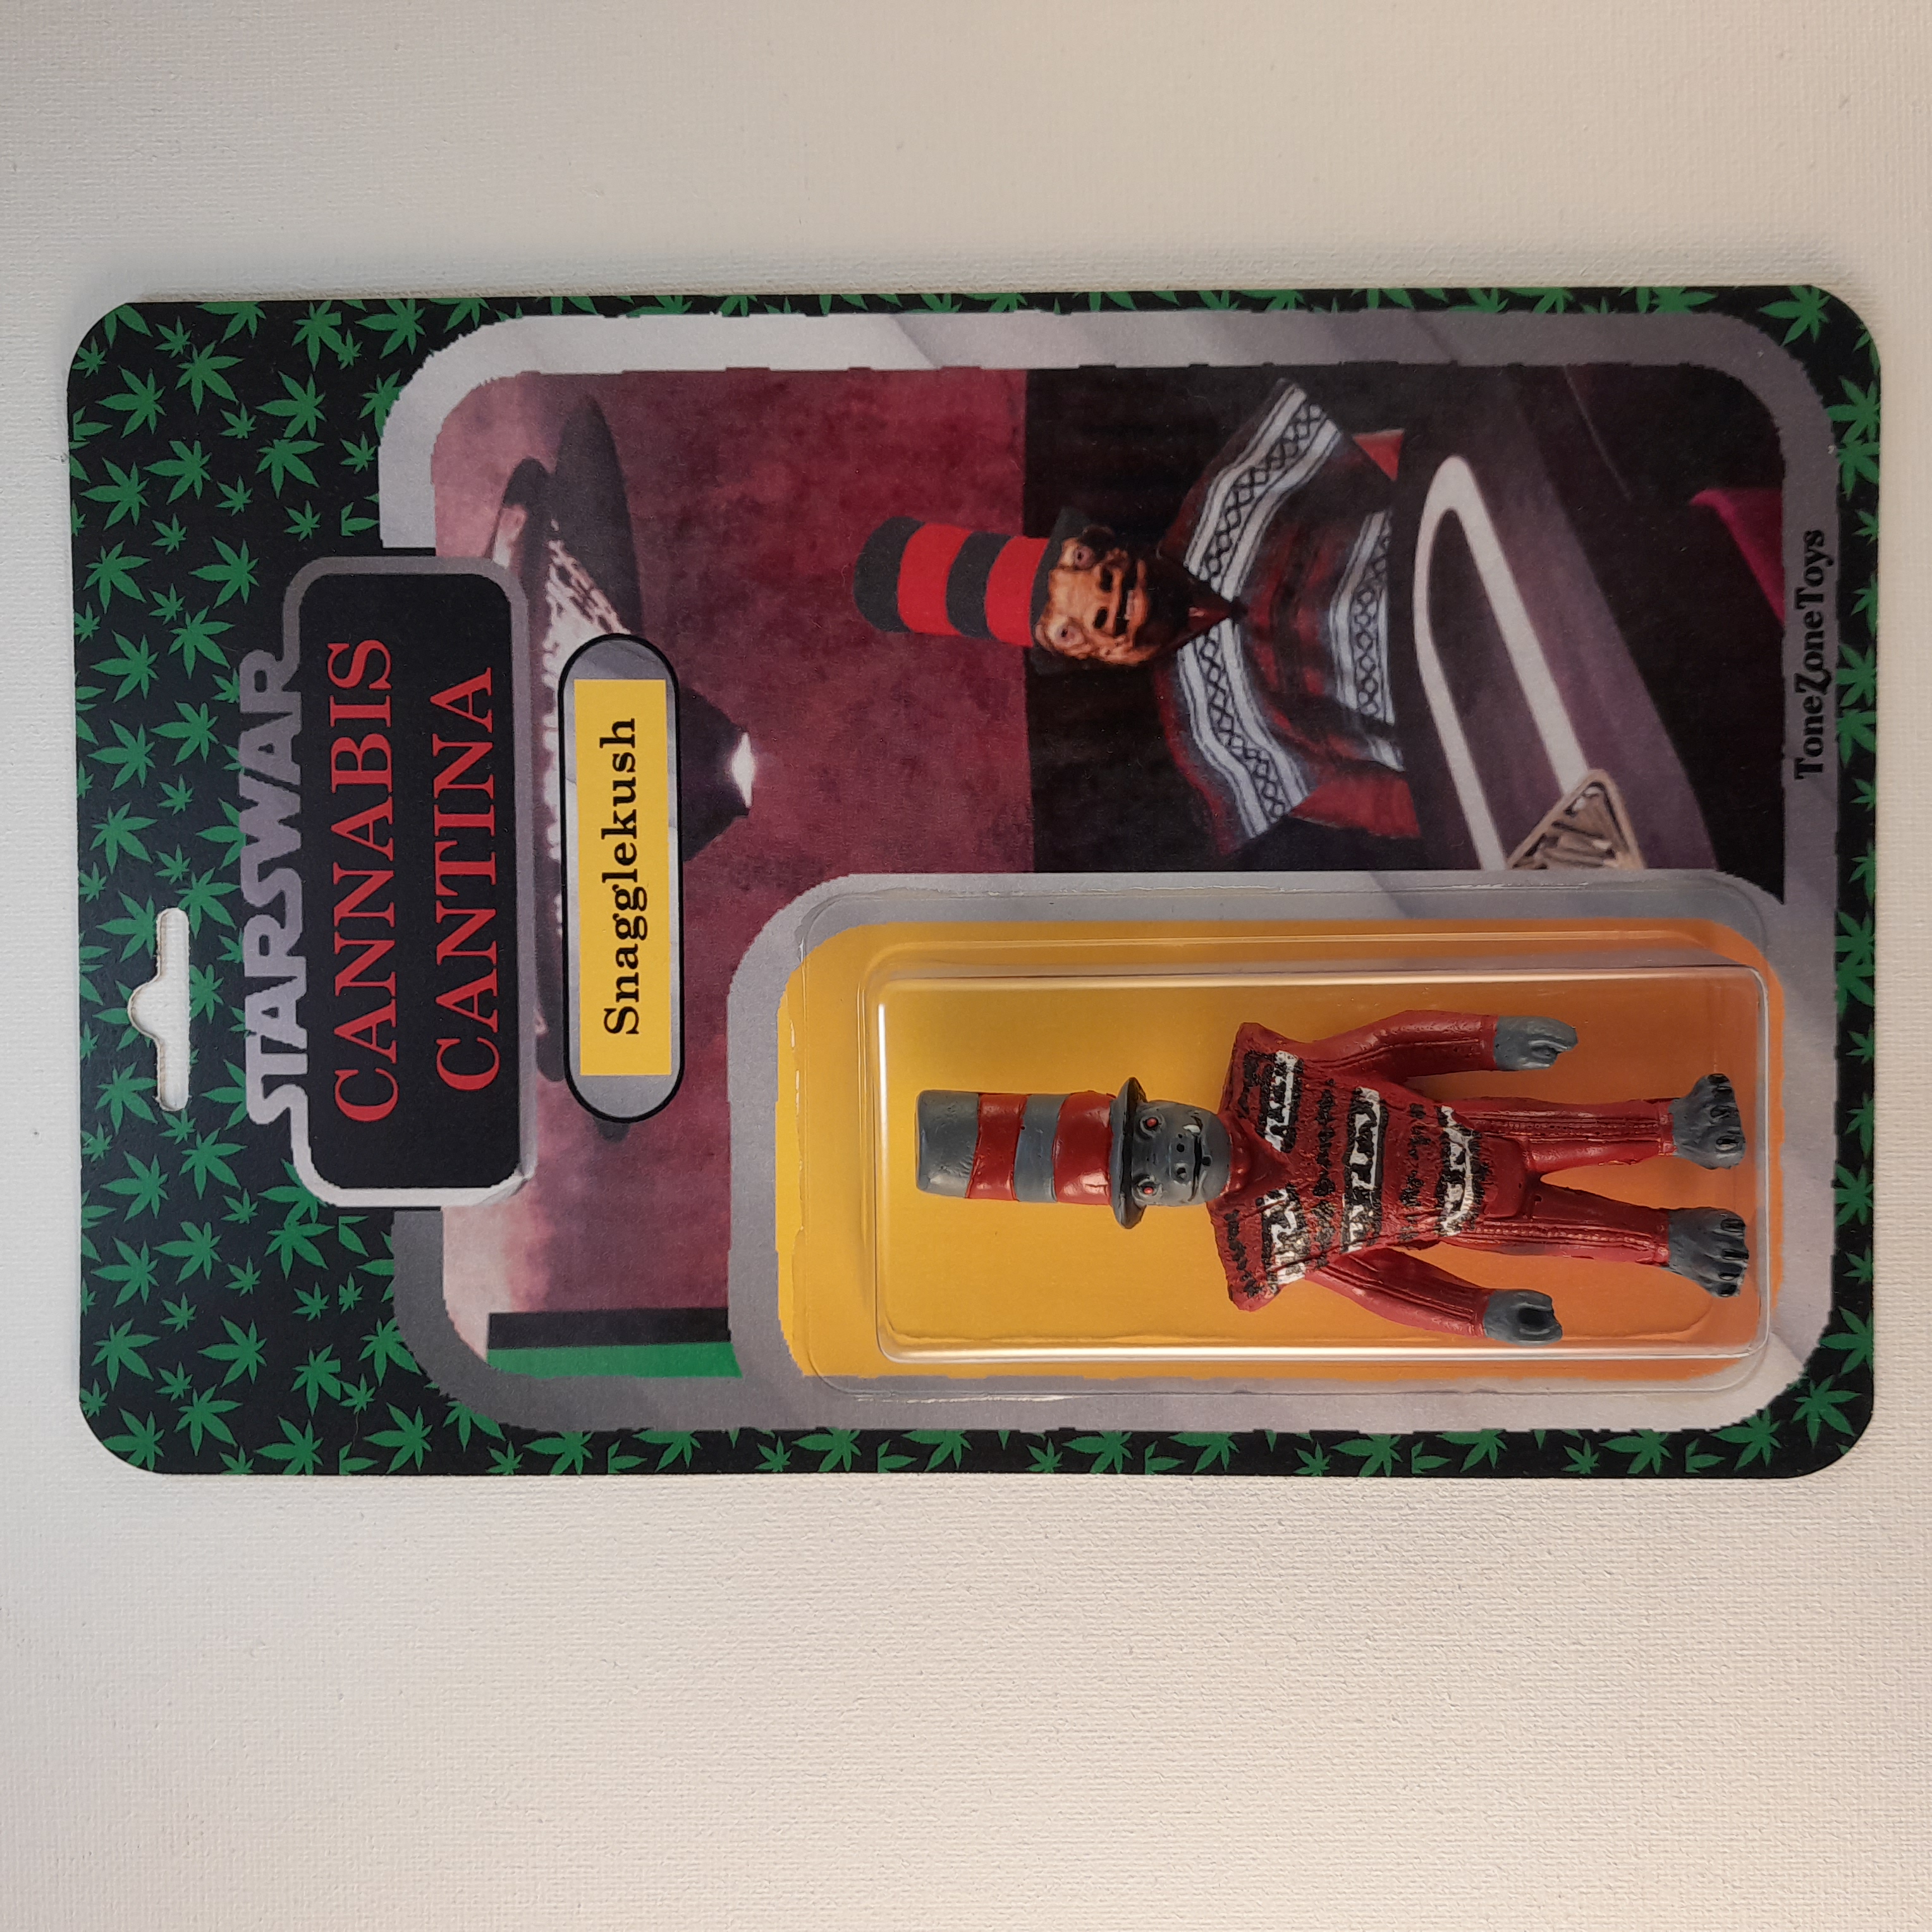 STARSWAR
CANNABIS
CANTINA
Snagglekush
ToneZoneToys